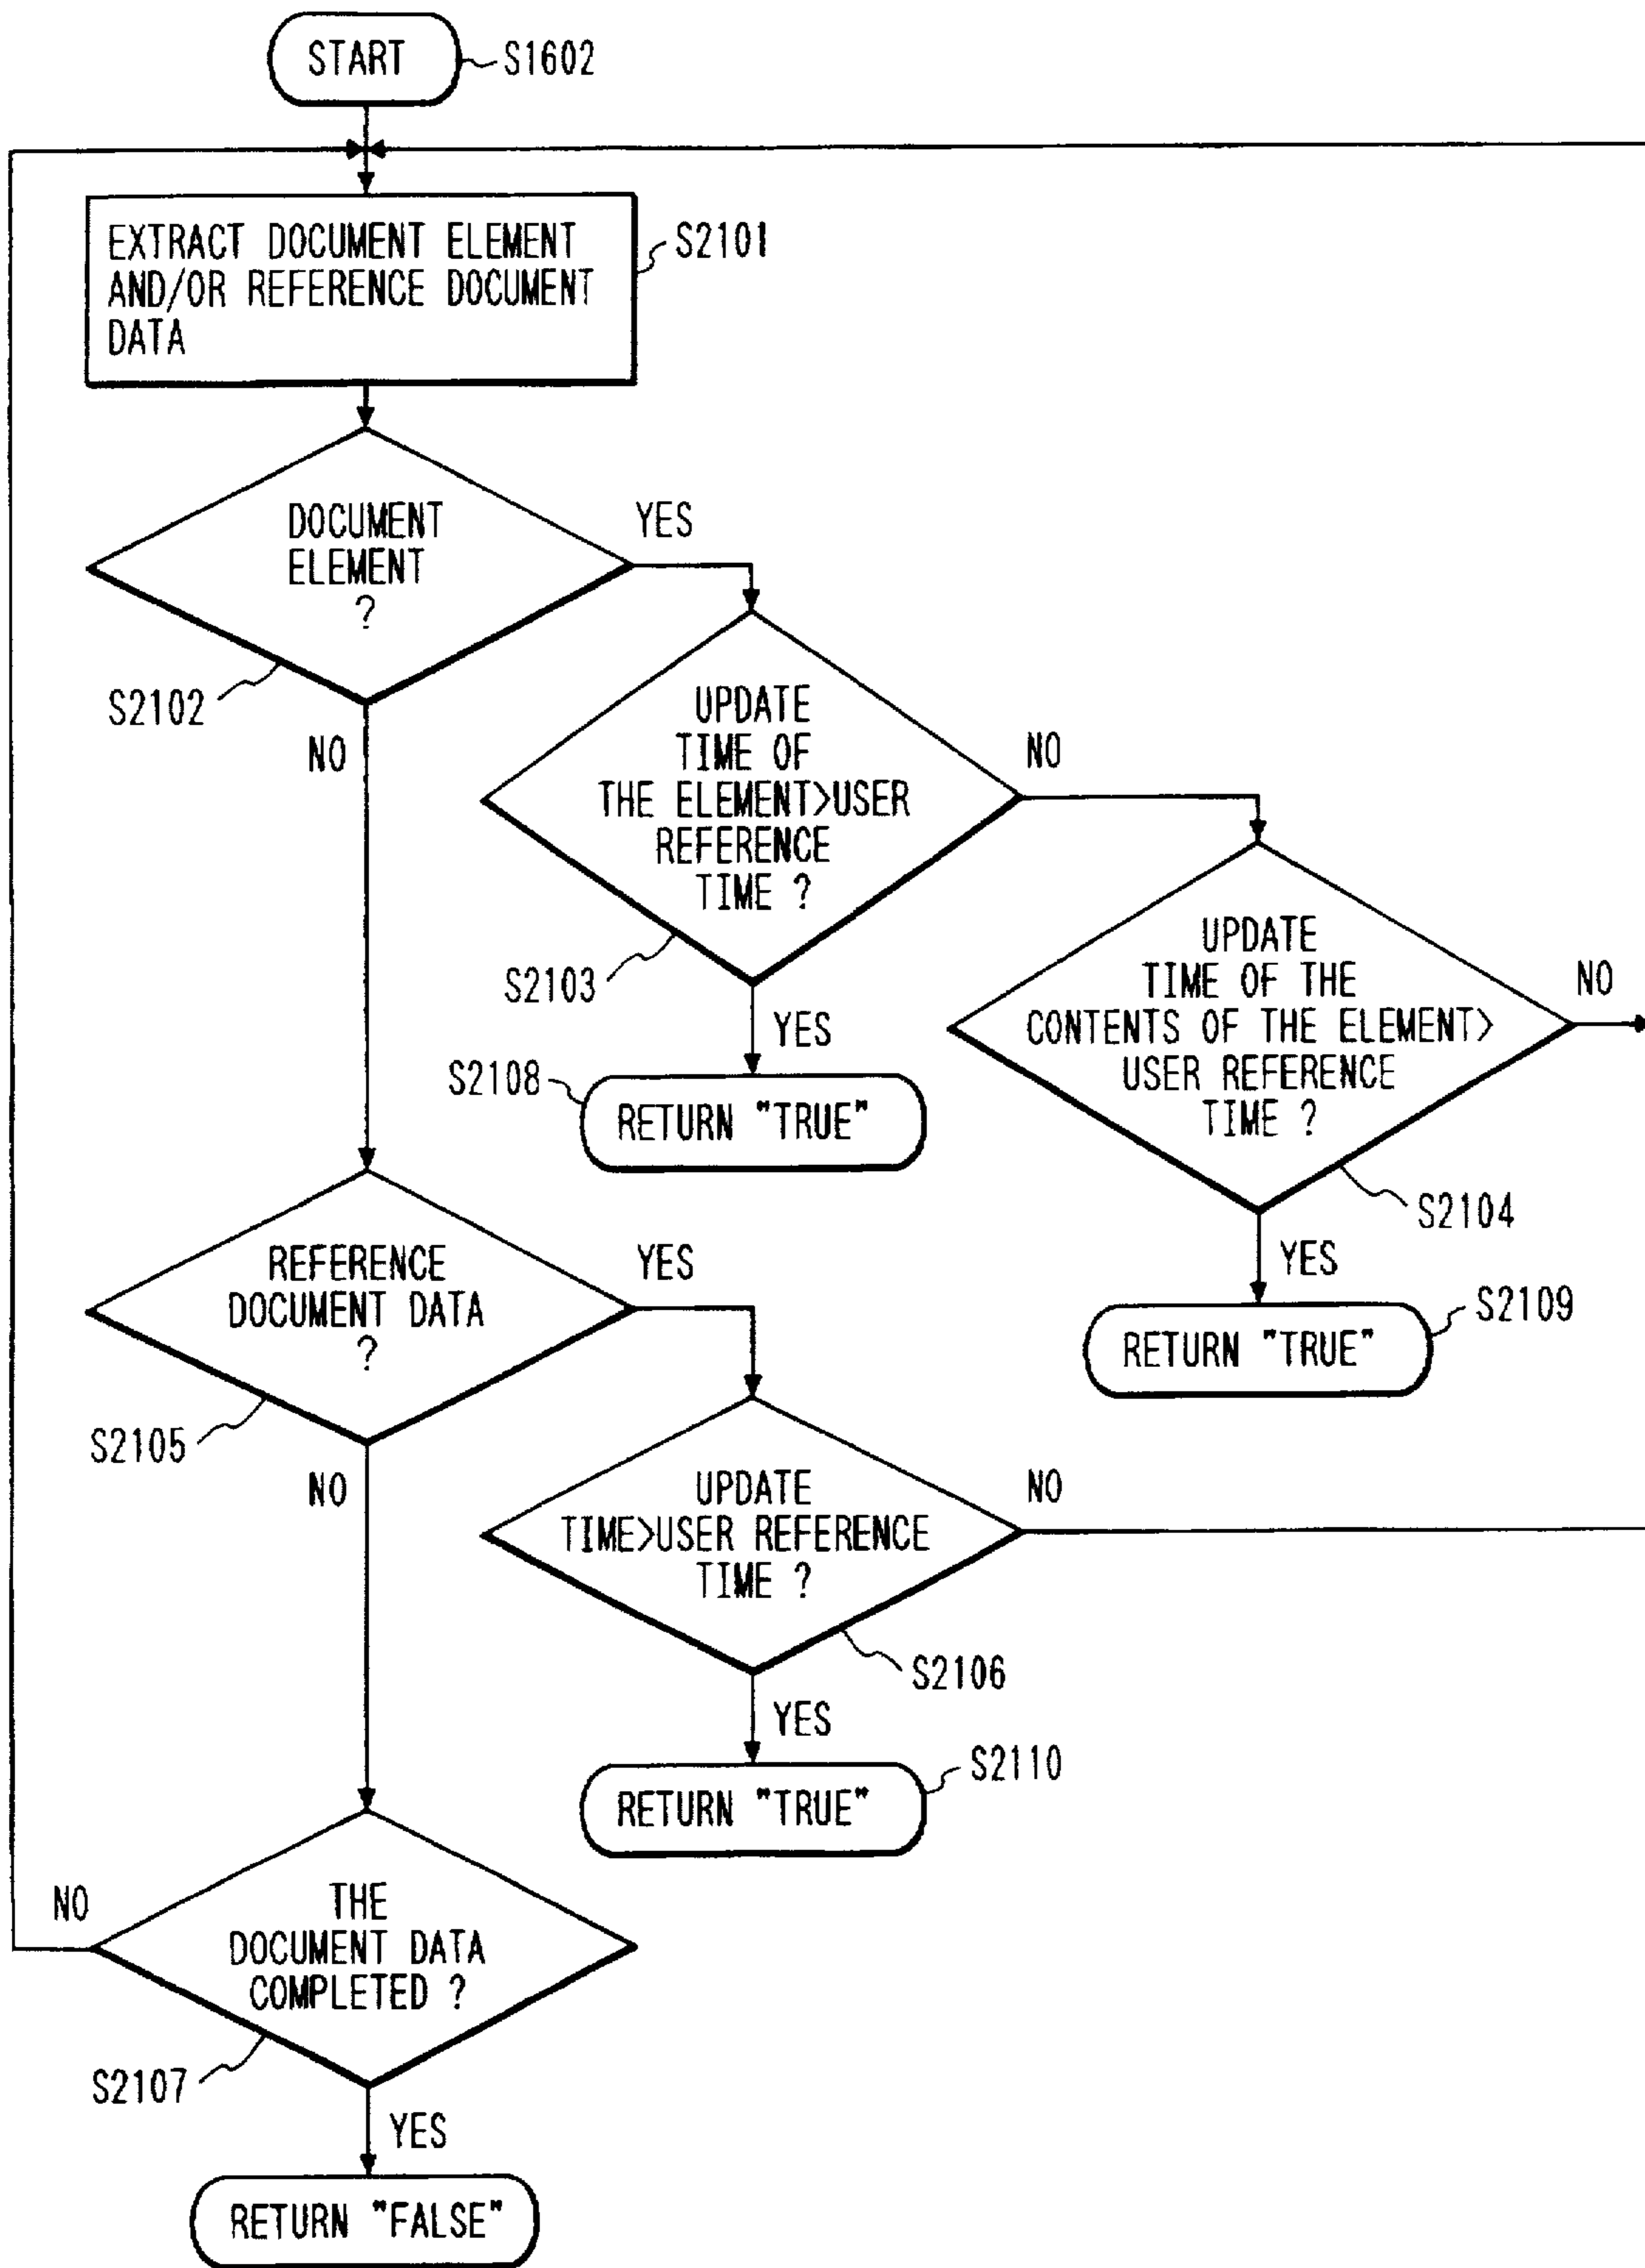 START
S1602
EXTRACT DOCUMENT ELEMENT
AND/OR REFERENCE DOCUMENT
DATA
S2101
DOCUMENT
ELEMENT
?
YES
S2102
NO
UPDATE
TIME OF
THE ELEMENT>USER
REFERENCE
TIME ?
NO
S2103
YES
S2108
RETURN "TRUE"
UPDATE
TIME OF THE
CONTENTS OF THE ELEMENT>
USER REFERENCE
TIME ?
NO
S2104
YES
S2109
RETURN "TRUE"
REFERENCE
DOCUMENT DATA
?
YES
S2105
NO
UPDATE
TIME>USER REFERENCE
TIME ?
NO
S2106
YES
S2110
RETURN "TRUE"
THE
DOCUMENT DATA
COMPLETED ?
NO
S2107
YES
RETURN "FALSE"